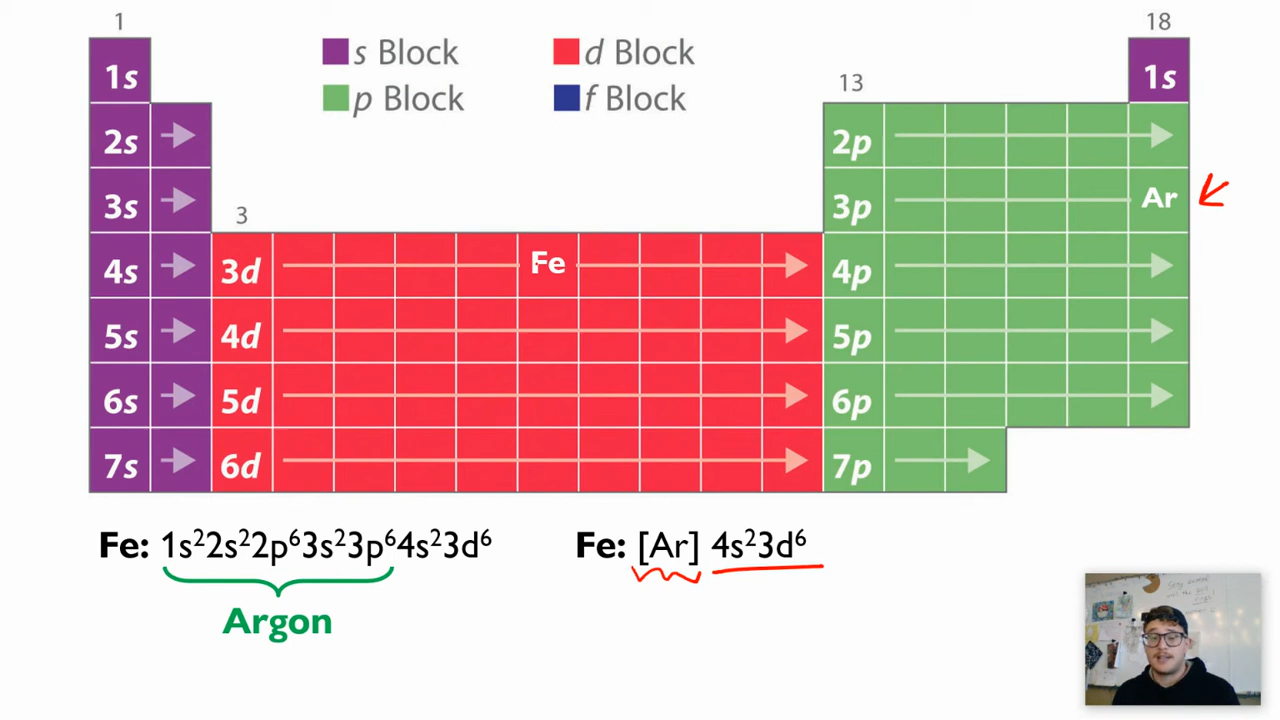 1
18
s Block
d Block
p Block
f Block
13
3
1s
1s
2s
2p
3s
3p
Ar
4s
3d
Fe
4p
5s
4d
5p
6s
5d
6p
7s
6d
7p
Fe: 1s²2s²2p⁶3s²3p⁶4s²3d⁶
Fe: [Ar] 4s²3d⁶
Argon